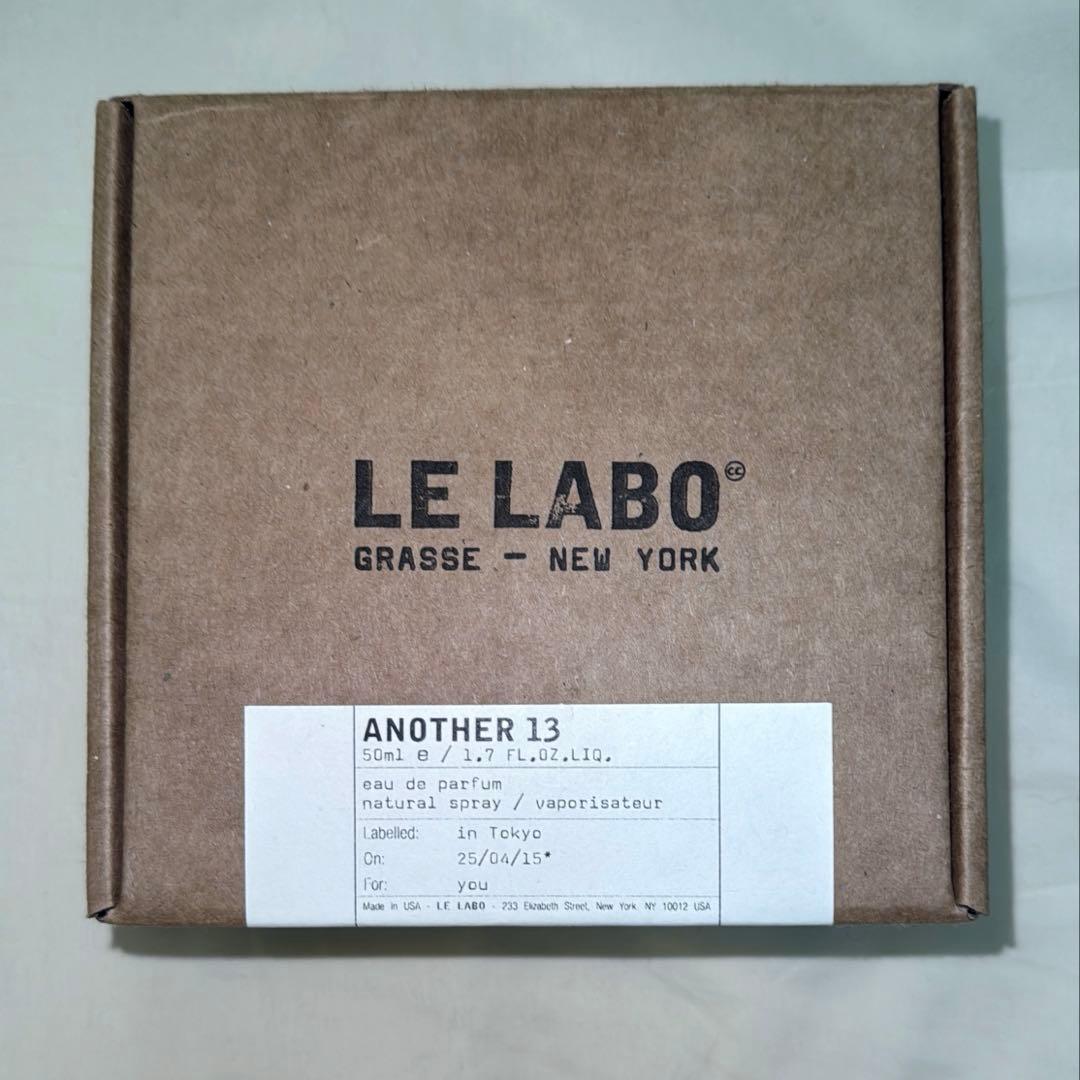 LE LABO
GRASSE — NEW YORK
ANOTHER 13
50ml e / 1.7 FL.OZ.LIQ.
eau de parfum
natural spray / vaporisateur
Labelled: in Tokyo
On: 25/04/15*
For: you
Made in USA - LE LABO - 233 Elizabeth Street, New York NY 10012 USA